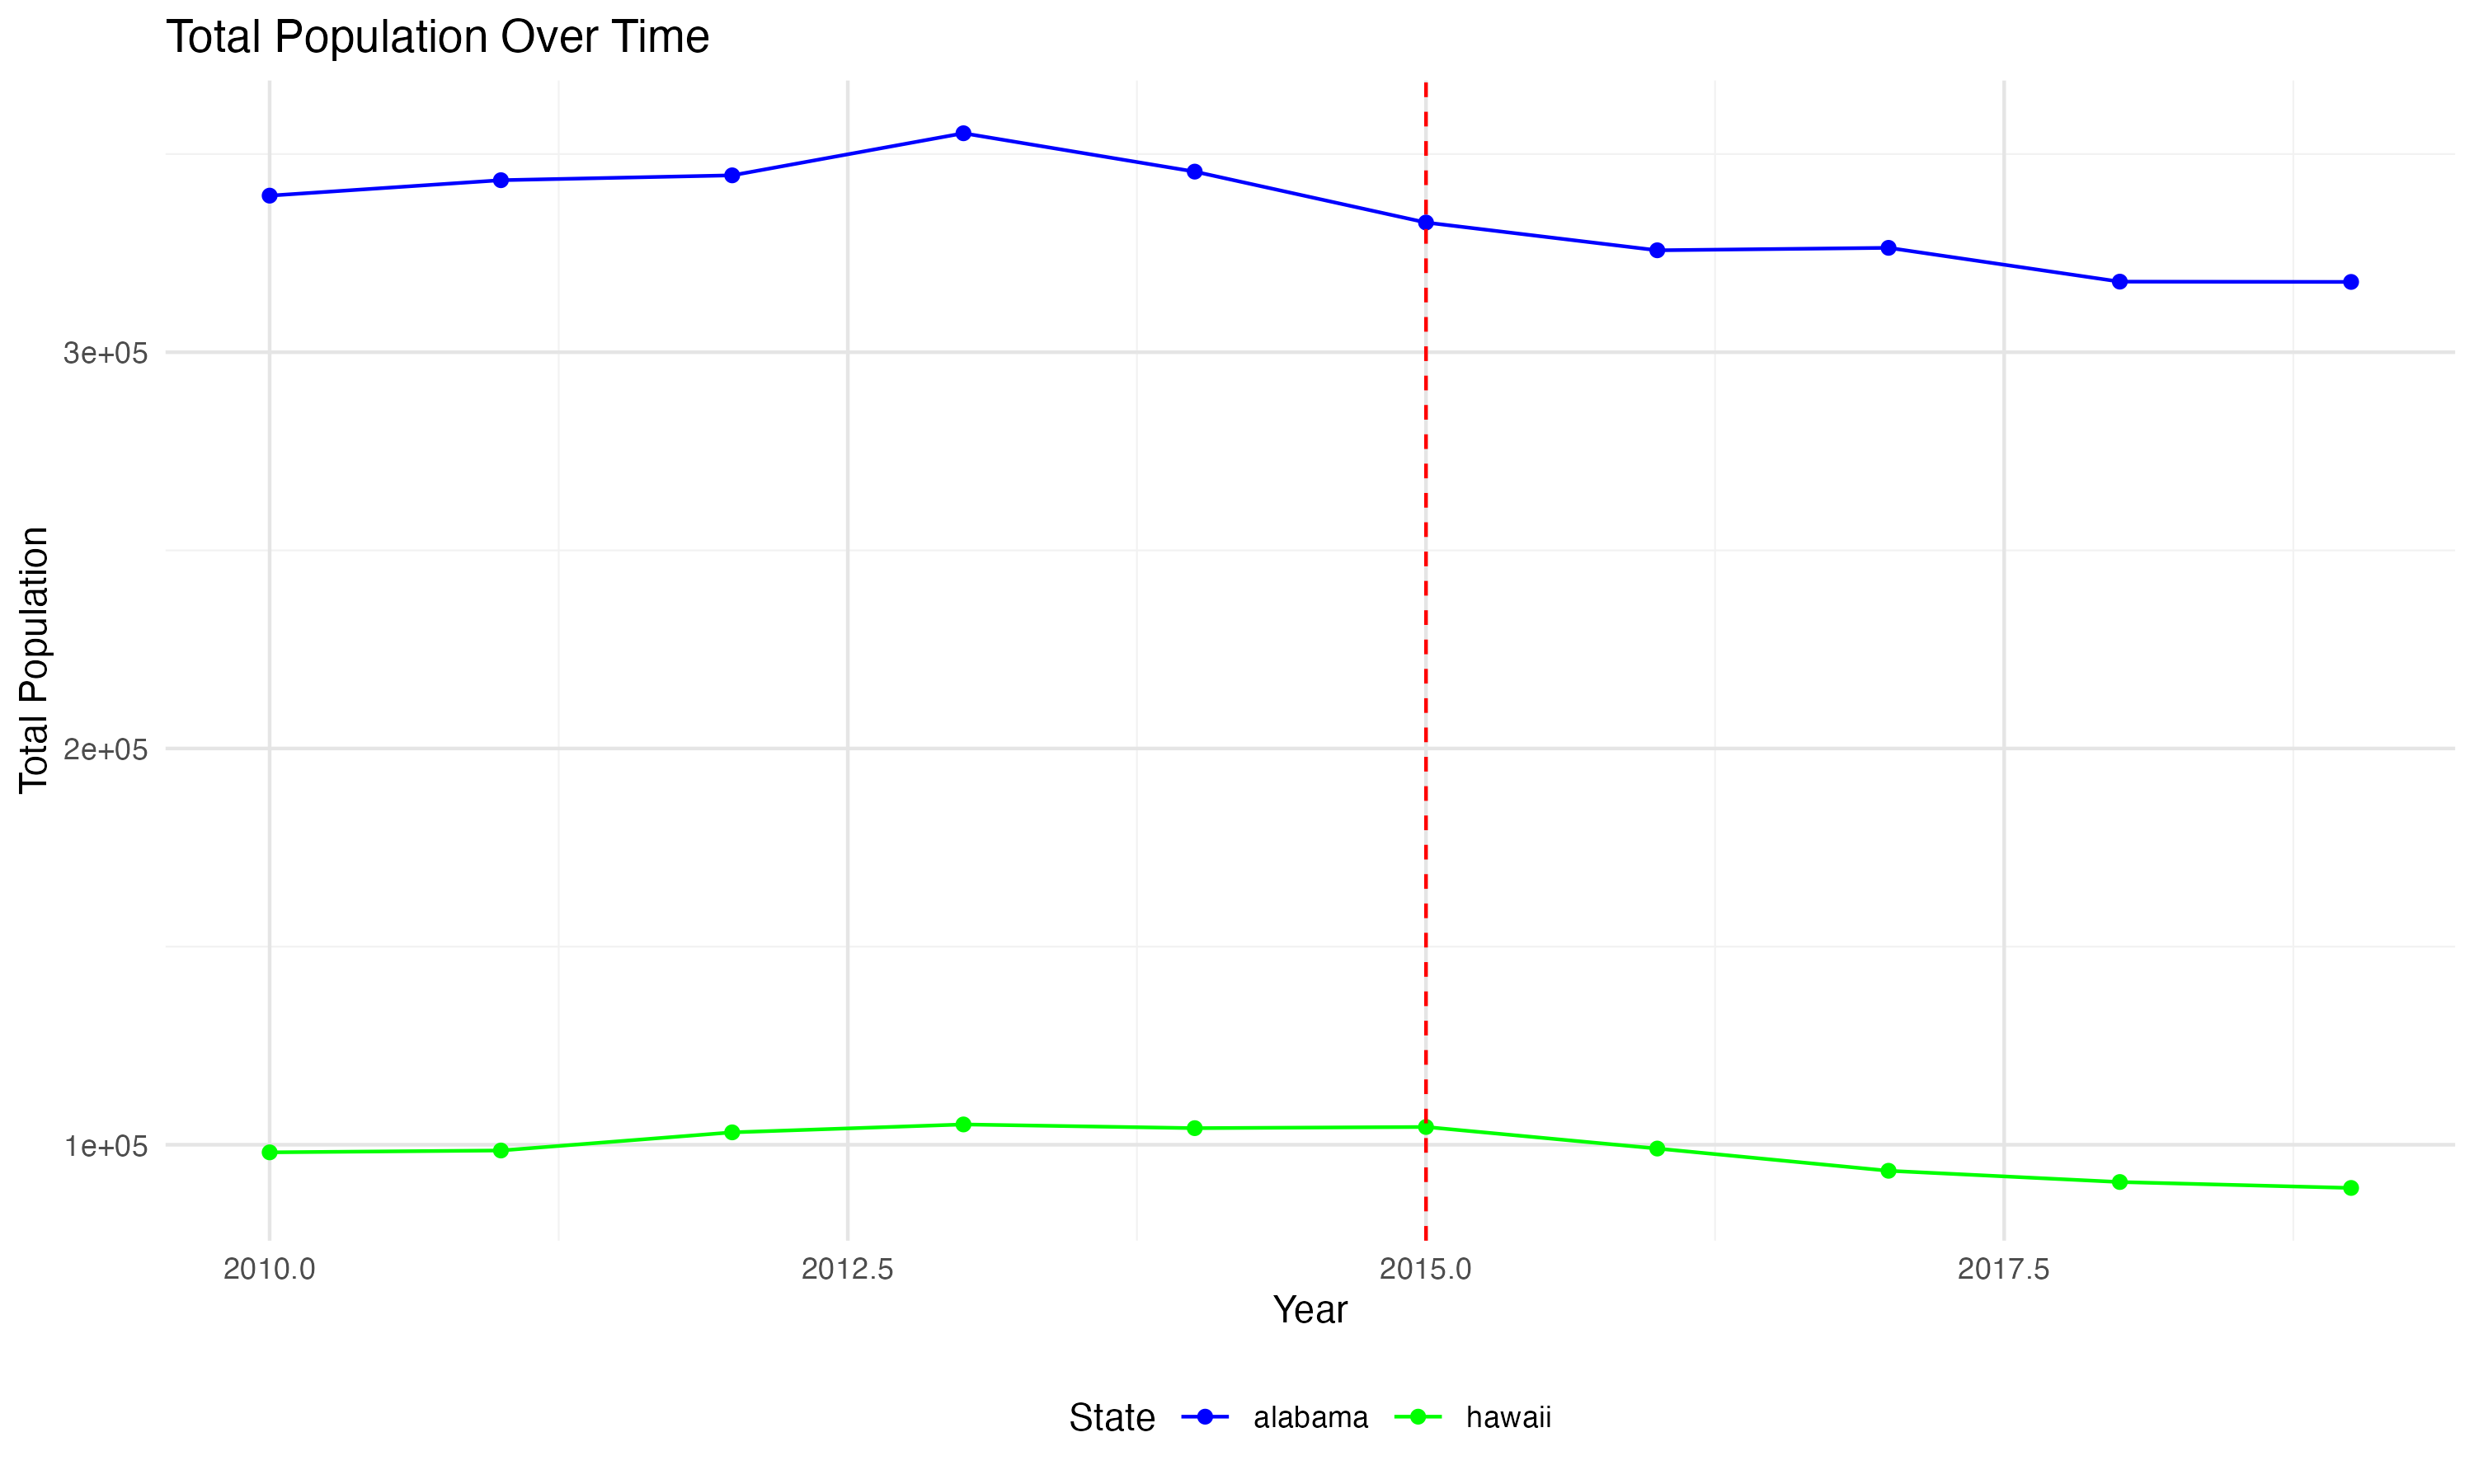 Total Population Over Time
Total Population
3e+05
2e+05
1e+05
2010.0 2012.5 2015.0 2017.5
Year
State alabama hawaii